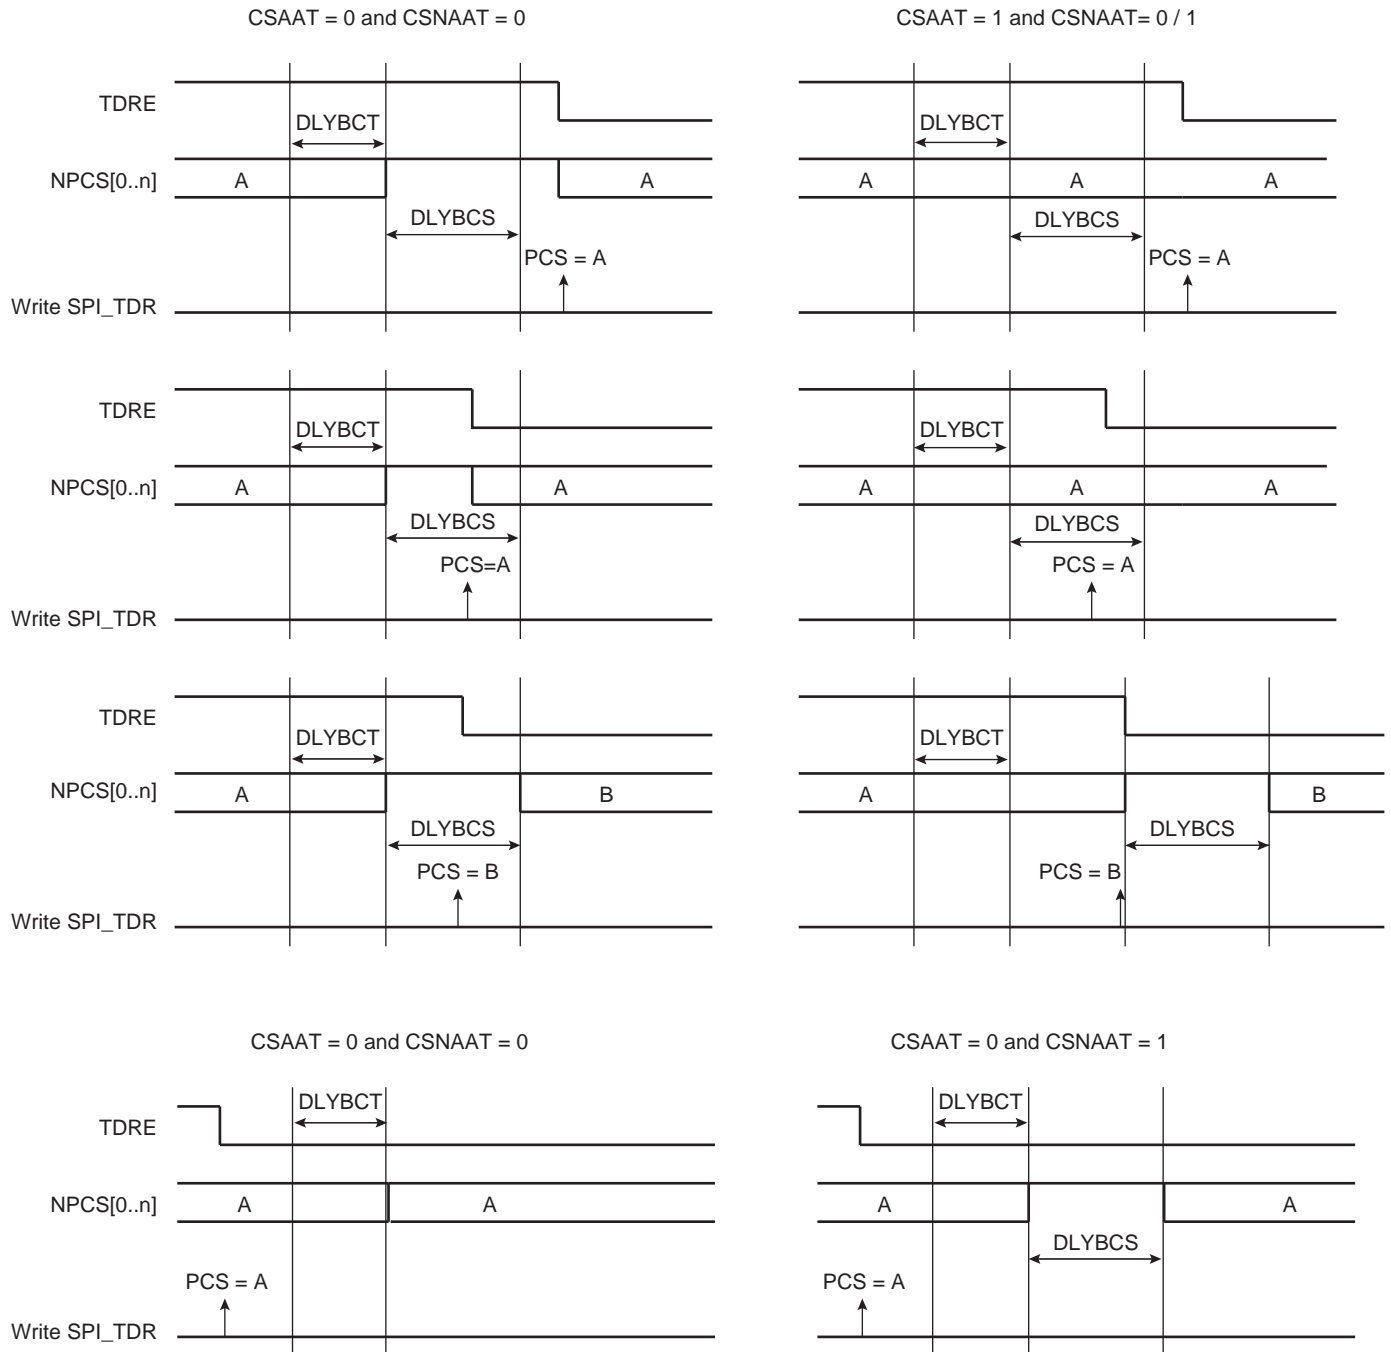 CSAAT = 0 and CSNAAT = 0
CSAAT = 1 and CSNAAT= 0 / 1
TDRE
DLYBCT
DLYBCT
NPCS[0..n]
A
A
A
A
A
DLYBCS
DLYBCS
PCS = A
PCS = A
Write SPI_TDR
TDRE
DLYBCT
DLYBCT
NPCS[0..n]
A
A
A
A
A
DLYBCS
DLYBCS
PCS=A
PCS = A
Write SPI_TDR
TDRE
DLYBCT
DLYBCT
NPCS[0..n]
A
B
A
B
DLYBCS
DLYBCS
PCS = B
PCS = B
Write SPI_TDR
CSAAT = 0 and CSNAAT = 0
CSAAT = 0 and CSNAAT = 1
DLYBCT
DLYBCT
TDRE
NPCS[0..n]
A
A
A
A
DLYBCS
PCS = A
PCS = A
Write SPI_TDR